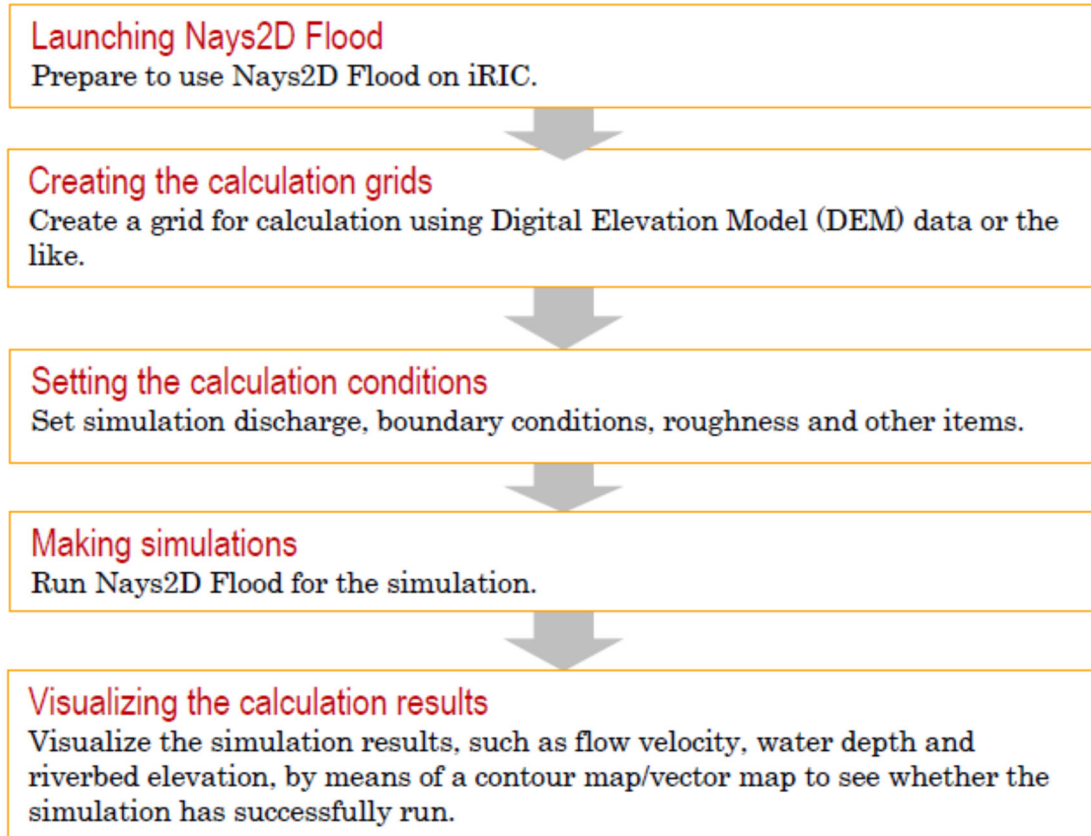 Launching Nays2D Flood
Prepare to use Nays2D Flood on iRIC.
Creating the calculation grids
Create a grid for calculation using Digital Elevation Model (DEM) data or the
like.
Setting the calculation conditions
Set simulation discharge, boundary conditions, roughness and other items.
Making simulations
Run Nays2D Flood for the simulation.
Visualizing the calculation results
Visualize the simulation results, such as flow velocity, water depth and
riverbed elevation, by means of a contour map/vector map to see whether the
simulation has successfully run.